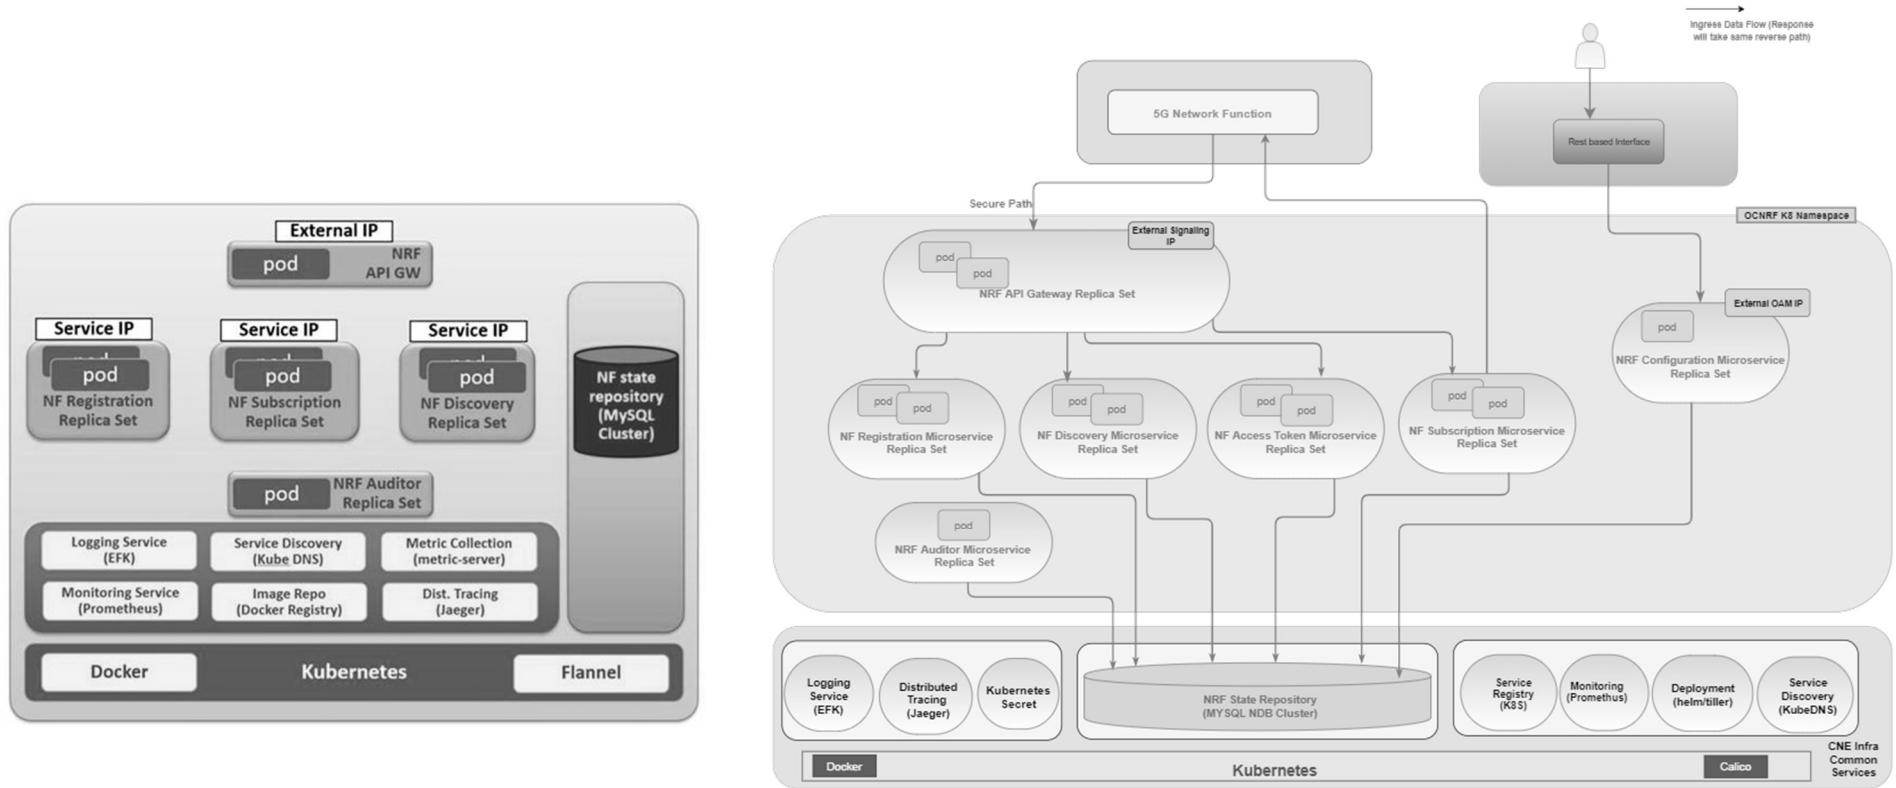 External IP
pod
NRF
API GW
Service IP
pod
pod
NF Registration
Replica Set
Service IP
pod
pod
NF Subscription
Replica Set
Service IP
pod
pod
NF Discovery
Replica Set
NF state
repository
(MySQL
Cluster)
pod
NRF Auditor
Replica Set
Logging Service
(EFK)
Service Discovery
(Kube DNS)
Metric Collection
(metric-server)
Monitoring Service
(Prometheus)
Image Repo
(Docker Registry)
Dist. Tracing
(Jaeger)
Docker
Kubernetes
Flannel
Ingress Data Flow (Response
will take same reverse path)
5G Network Function
Rest based Interface
Secure Path
OCNRF K8 Namespace
External Signaling
IP
pod
pod
NRF API Gateway Replica Set
External OAM IP
pod
NRF Configuration Microservice
Replica Set
pod
pod
NF Registration Microservice
Replica Set
pod
pod
NF Discovery Microservice
Replica Set
pod
pod
NF Access Token Microservice
Replica Set
pod
pod
NF Subscription Microservice
Replica Set
pod
NRF Auditor Microservice
Replica Set
Logging
Service
(EFK)
Distributed
Tracing
(Jaeger)
Kubernetes
Secret
NRF State Repository
(MYSQL NDB Cluster)
Service
Registry
(K8S)
Monitoring
(Promethus)
Deployment
(helm/tiller)
Service
Discovery
(KubeDNS)
Docker
Kubernetes
Calico
CNE Infra
Common
Services